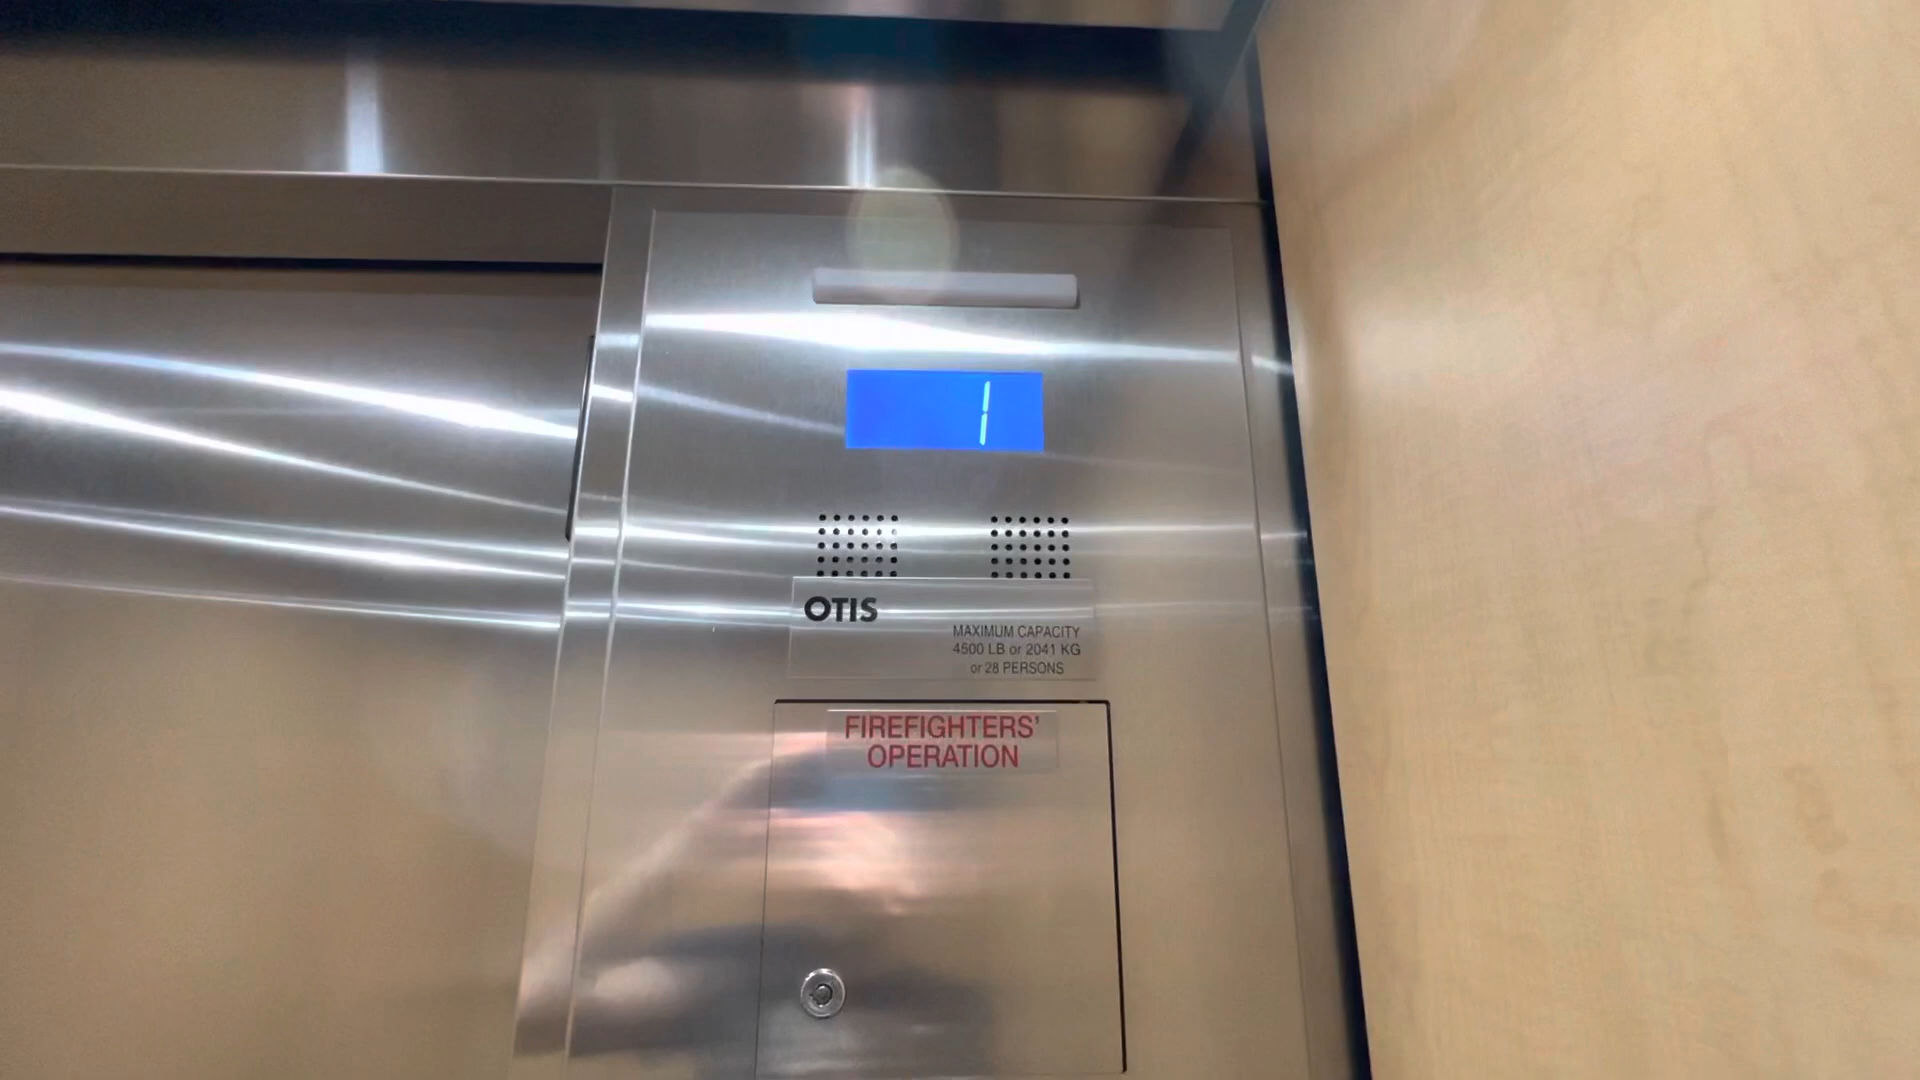 1
OTIS
MAXIMUM CAPACITY
4500 LB or 2041 KG
or 28 PERSONS
FIREFIGHTERS'
OPERATION